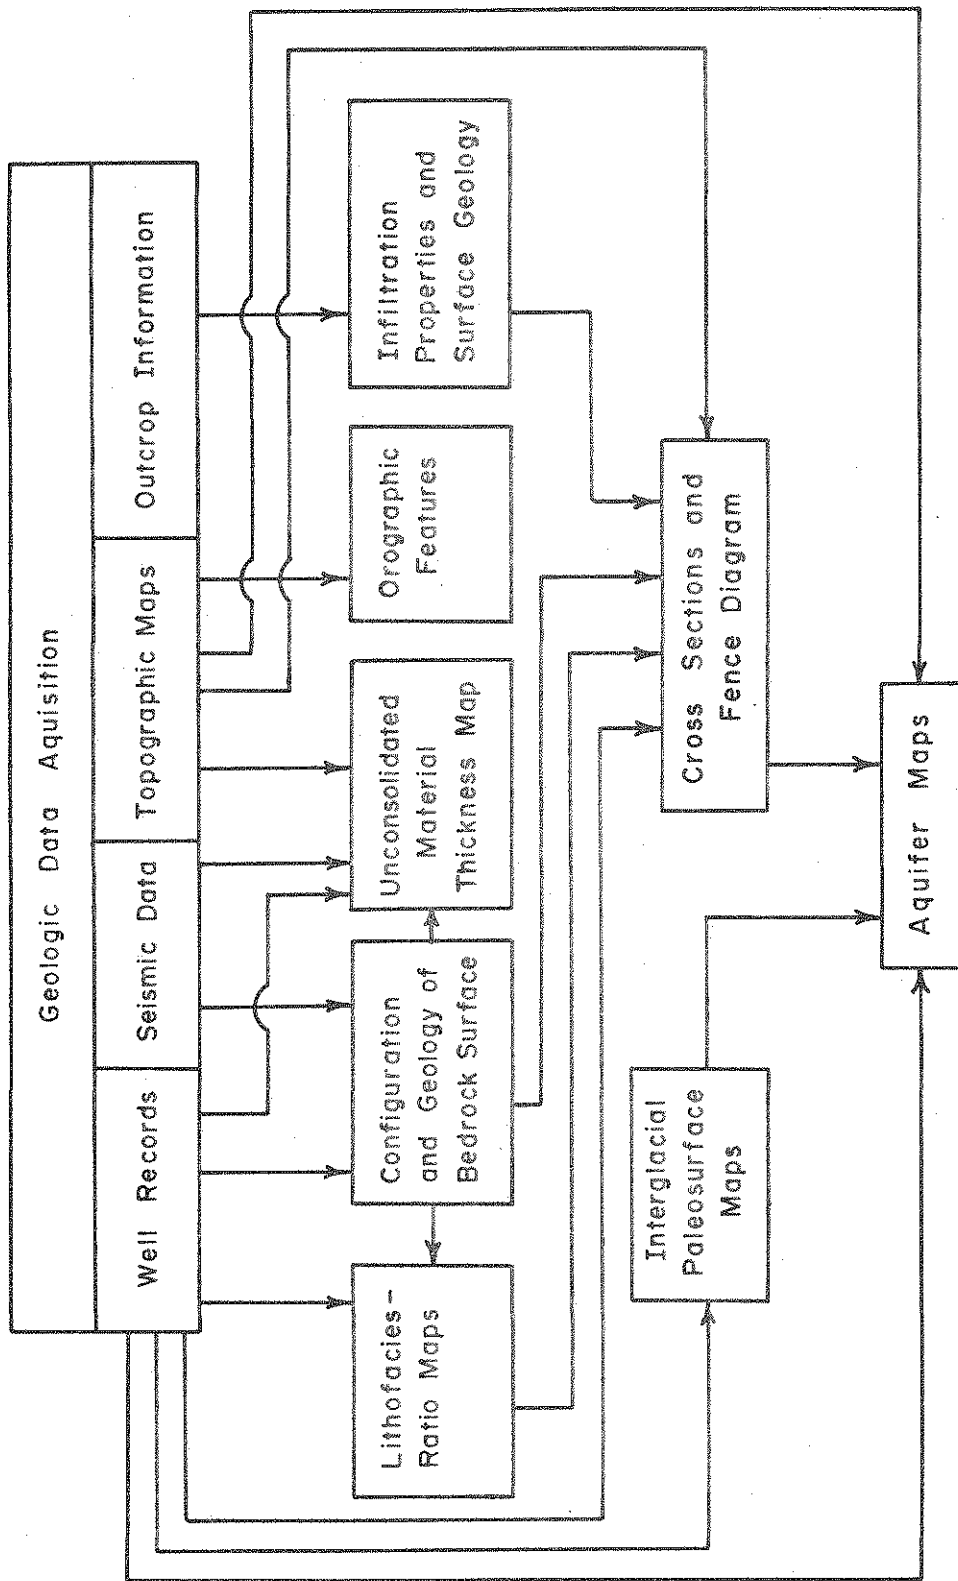 Geologic Data Aquisition
Well Records
Seismic Data
Topographic Maps
Outcrop Information
Lithofacies-
Ratio Maps
Configuration
and Geology of
Bedrock Surface
Unconsolidated
Material
Thickness Map
Orographic
Features
Infiltration
Properties and
Surface Geology
Interglacial
Paleosurface
Maps
Cross Sections and
Fence Diagram
Aquifer Maps